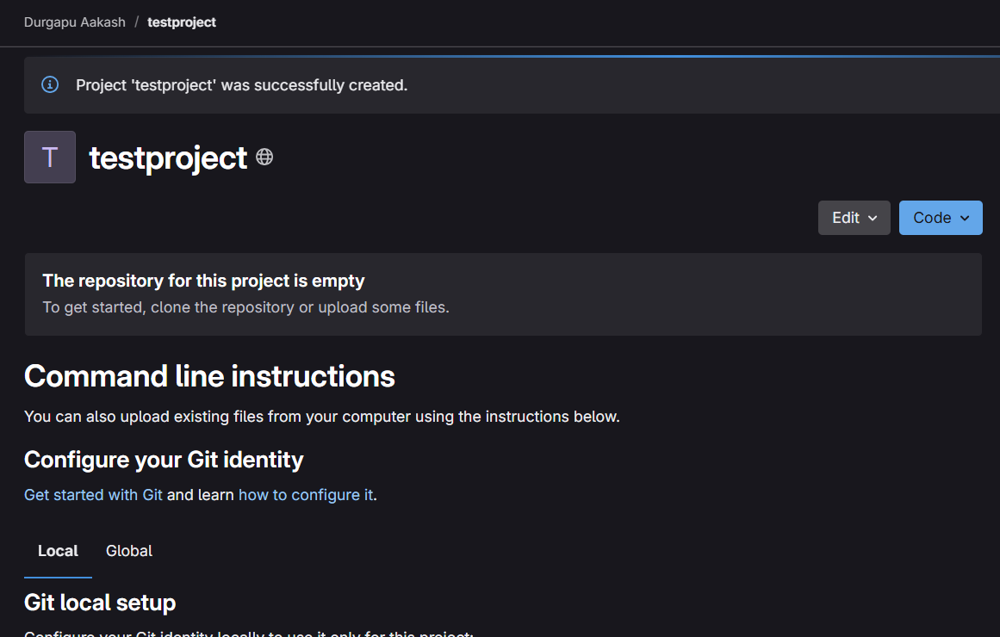 Durgapu Aakash / testproject
Project 'testproject' was successfully created.
T
testproject
Edit
Code
The repository for this project is empty
To get started, clone the repository or upload some files.
Command line instructions
You can also upload existing files from your computer using the instructions below.
Configure your Git identity
Get started with Git and learn how to configure it.
Local Global
Git local setup
Configure your Git identity locally to use it only for this project: